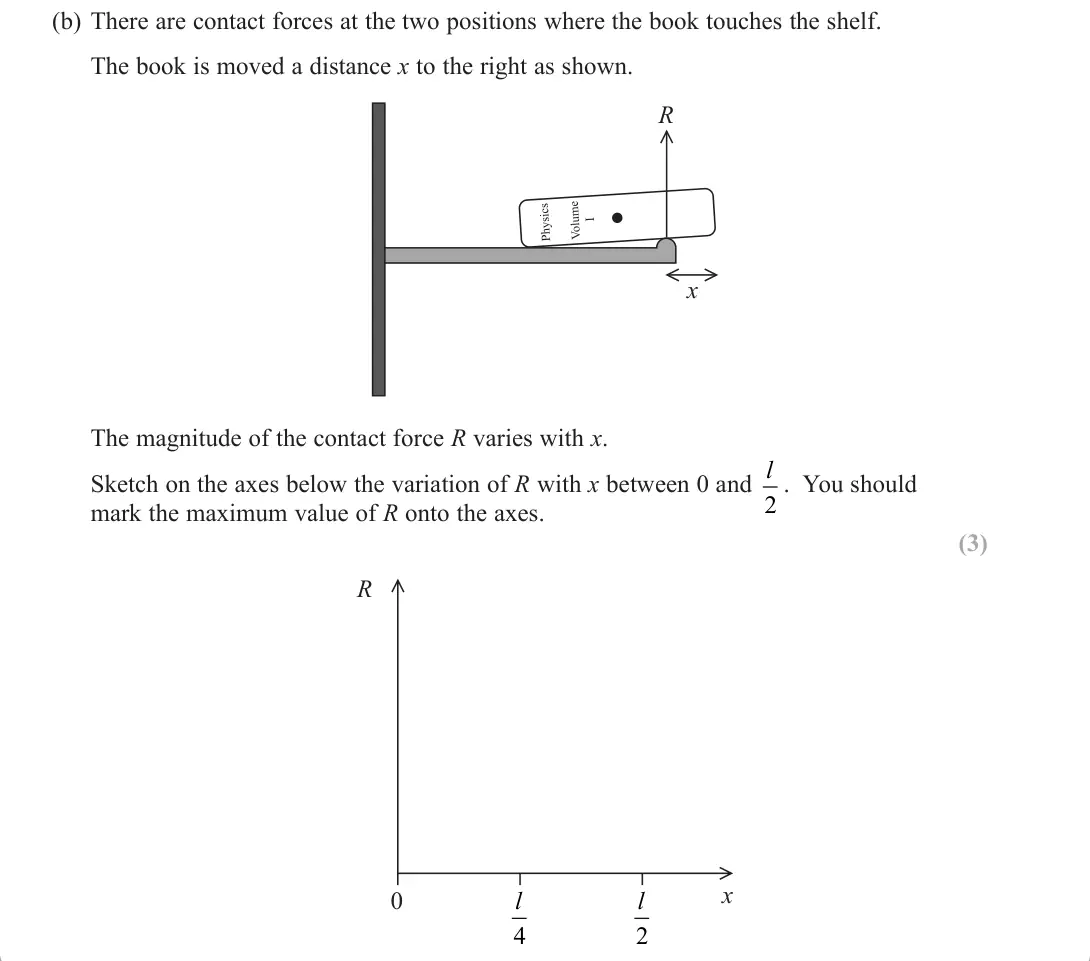 (b) There are contact forces at the two positions where the book touches the shelf.
The book is moved a distance x to the right as shown.
R
Physics
Volume
I
x
The magnitude of the contact force R varies with x.
Sketch on the axes below the variation of R with x between 0 and l/2. You should
mark the maximum value of R onto the axes.
(3)
R
0 l/4 l/2 x